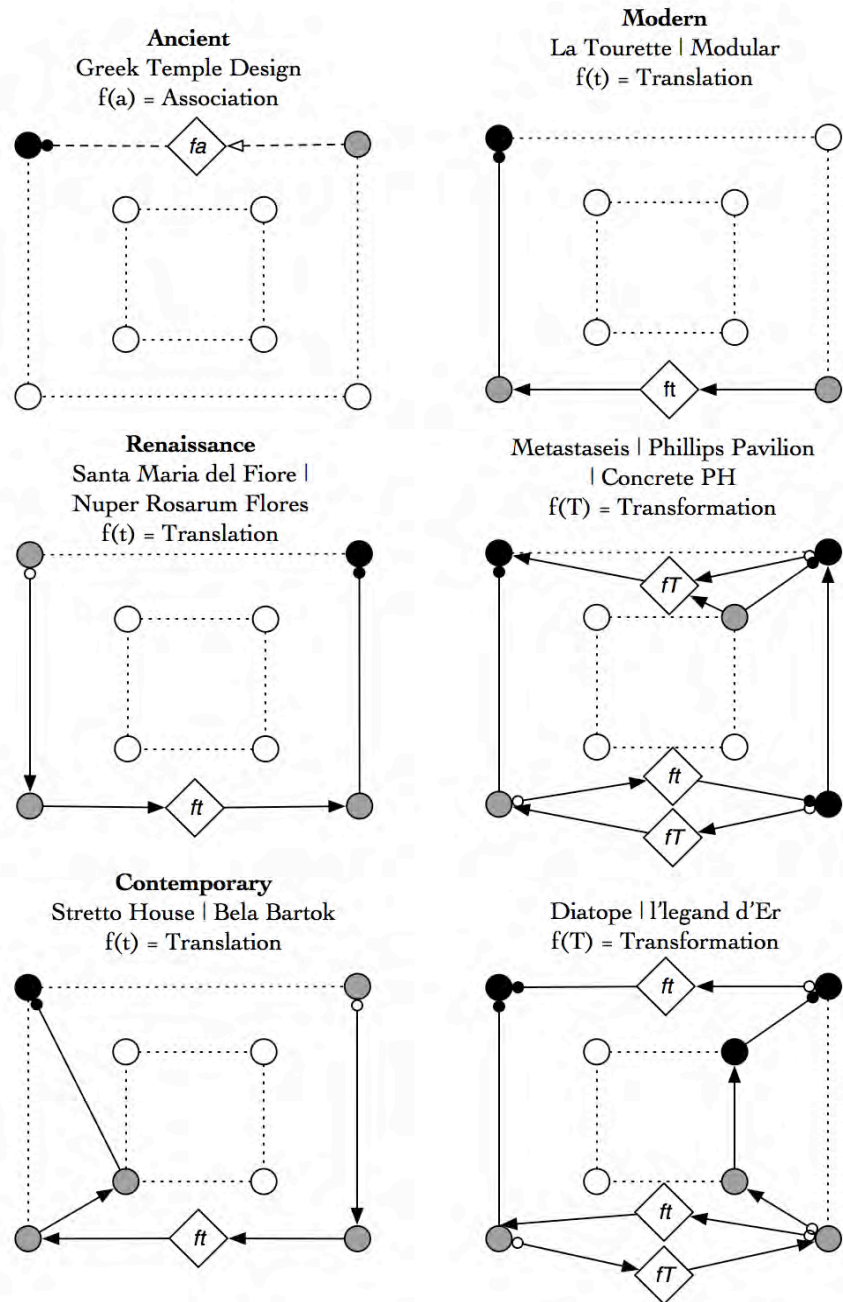 Ancient
Greek Temple Design
f(a) = Association
fa
Modern
La Tourette | Modular
f(t) = Translation
ft
Renaissance
Santa Maria del Fiore |
Nuper Rosarum Flores
f(t) = Translation
ft
Metastaseis | Phillips Pavilion
| Concrete PH
f(T) = Transformation
fT
ft
fT
Contemporary
Stretto House | Bela Bartok
f(t) = Translation
ft
Diatope | l'legand d'Er
f(T) = Transformation
ft
ft
fT